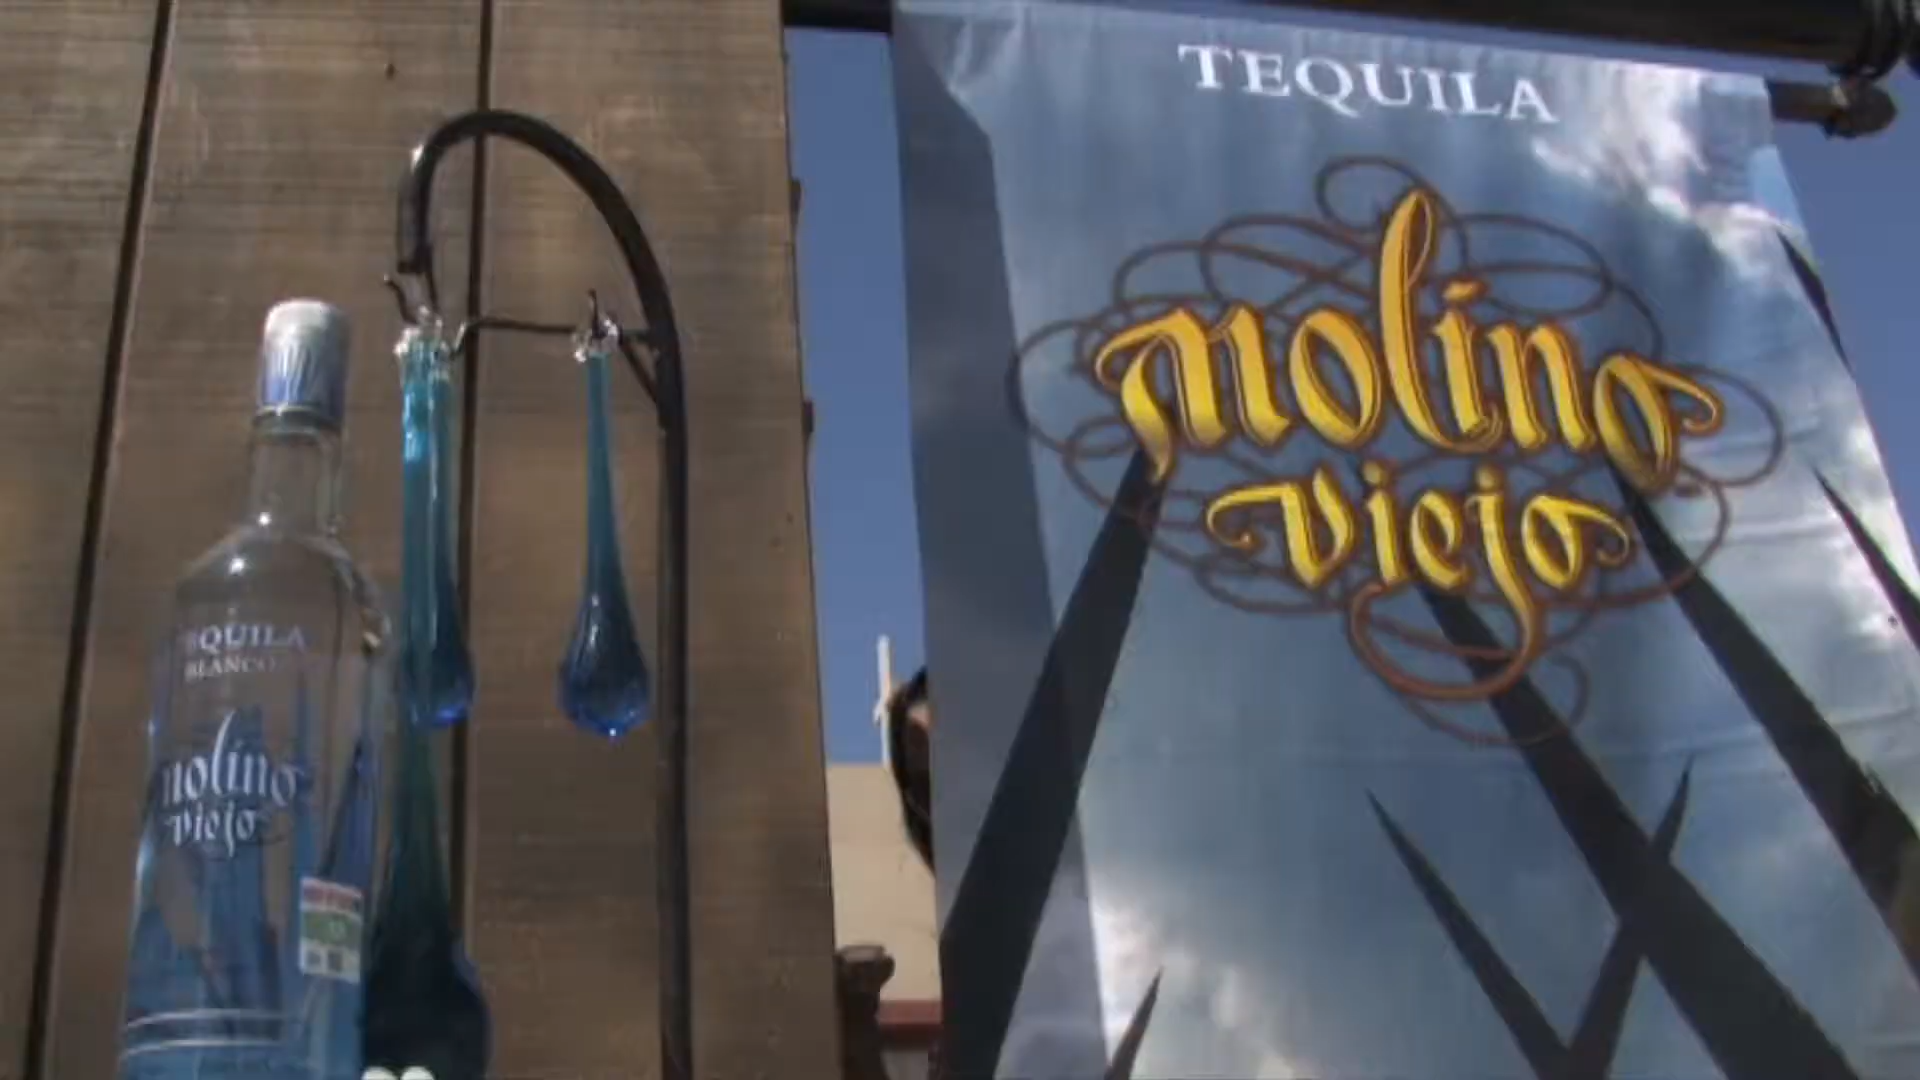 TEQUILA
molino
viejo
TEQUILA
BLANCO
molino
viejo